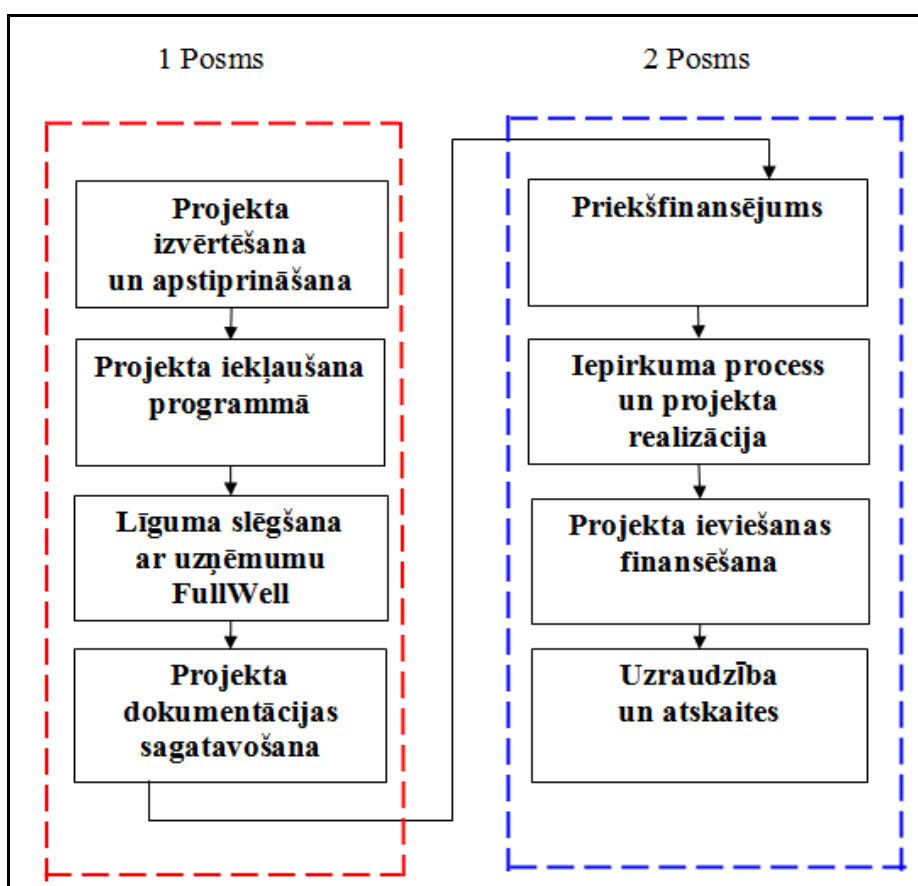 1 Posms
Projekta
izvērtēšana
un apstiprināšana
Projekta iekļaušana
programmā
Līguma slēgšana
ar uzņēmumu
FullWell
Projekta
dokumentācijas
sagatavošana
2 Posms
Priekšfinansējums
Iepirkuma process
un projekta
realizācija
Projekta ieviešanas
finansēšana
Uzraudzība
un atskaites